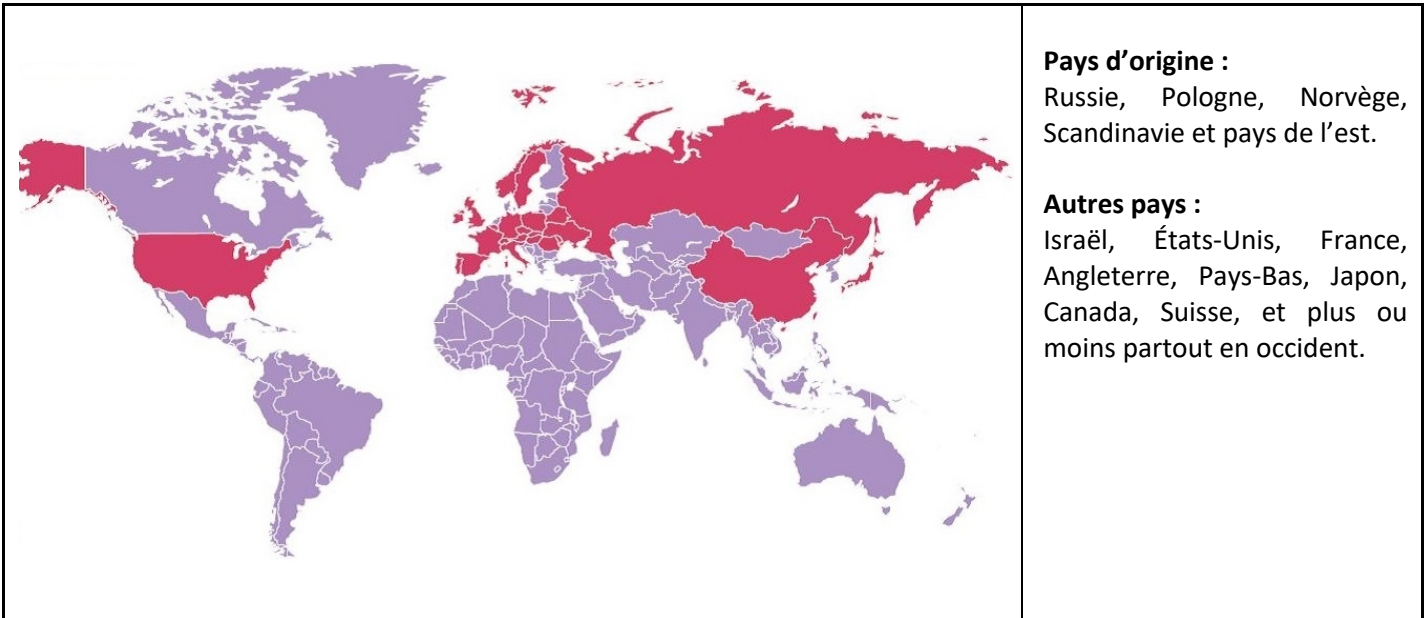 Pays d’origine :
Russie, Pologne, Norvège,
Scandinavie et pays de l’est.
Autres pays :
Israël, États-Unis, France,
Angleterre, Pays-Bas, Japon,
Canada, Suisse, et plus ou
moins partout en occident.